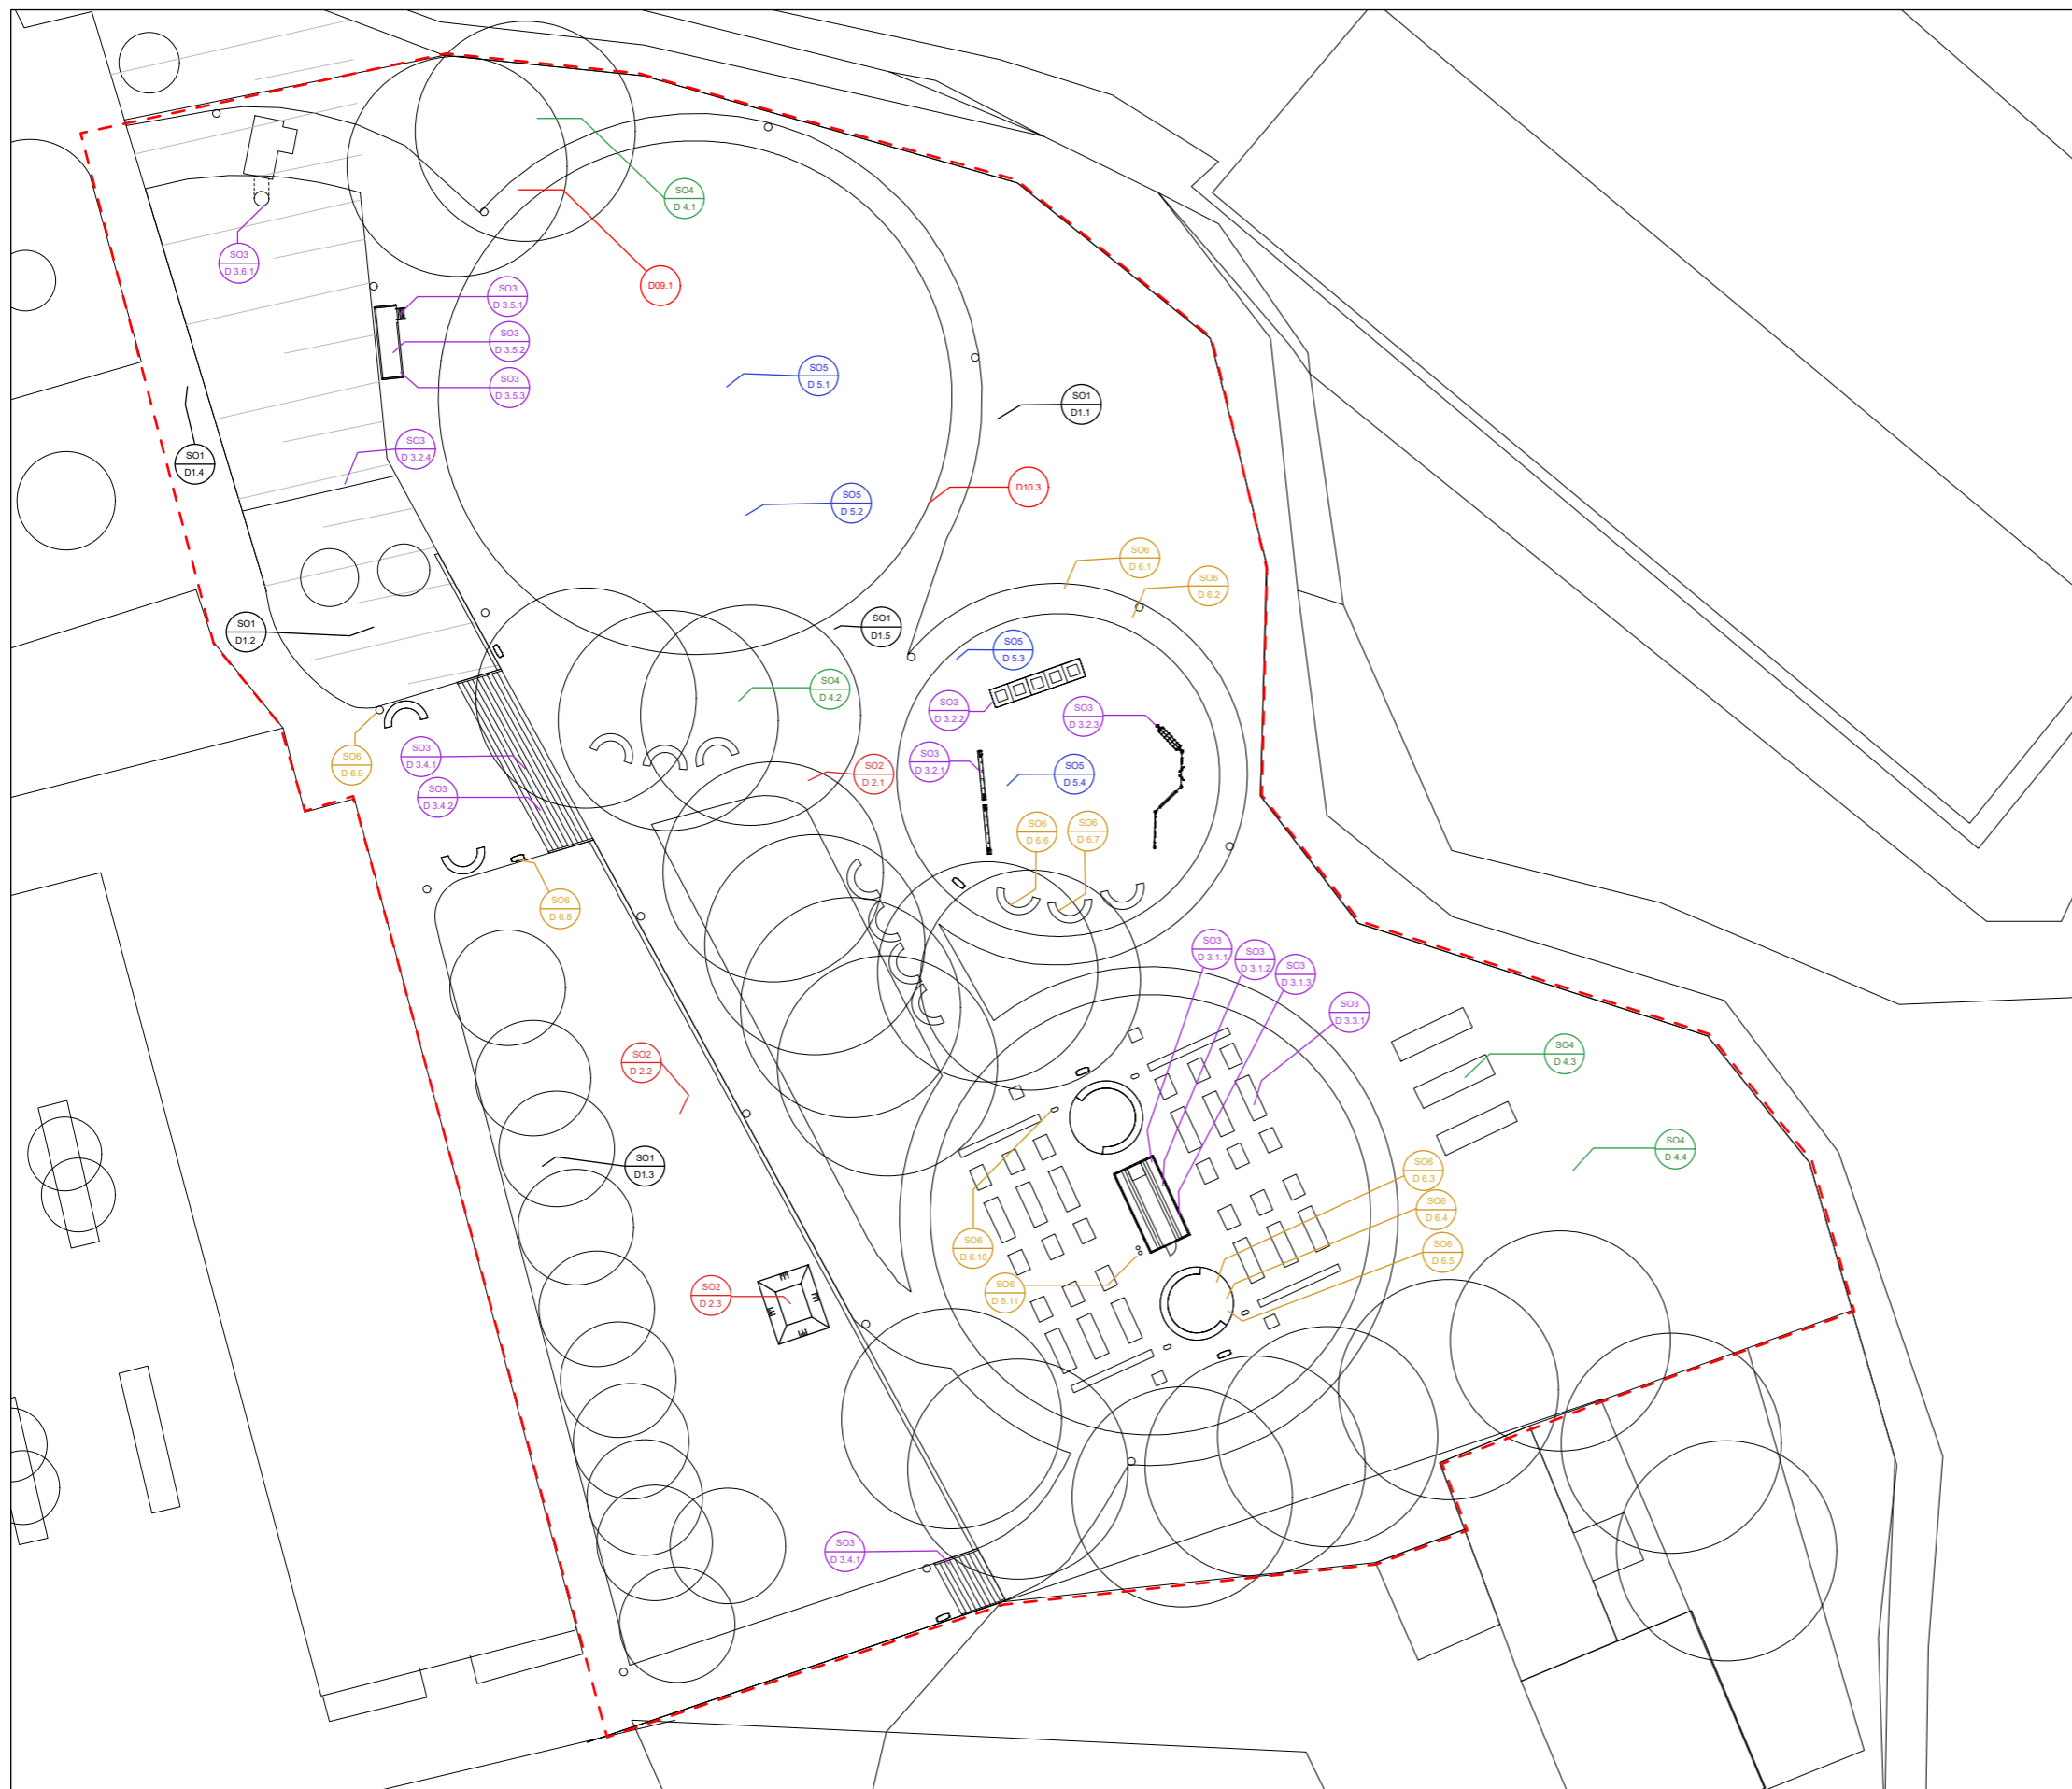 SO4
D 4.1
SO3
D 3.6.1
D09.1
SO3
D 3.5.1
SO3
D 3.5.2
SO3
D 3.5.3
SO5
D 5.1
SO1
D1.1
SO3
D 3.2.4
SO1
D1.4
D10.3
SO5
D 5.2
SO6
D 6.1
SO6
D 6.2
SO1
D1.2
SO1
D1.5
SO5
D 5.3
SO4
D 4.2
SO3
D 3.2.2
SO3
D 3.2.3
SO6
D 6.9
SO3
D 3.4.1
SO2
D 2.1
SO3
D 3.2.1
SO5
D 5.4
SO3
D 3.4.2
SO6
D 6.6
SO6
D 6.7
SO6
D 6.8
SO3
D 3.1.1
SO3
D 3.1.2
SO3
D 3.1.3
SO3
D 3.3.1
SO2
D 2.2
SO4
D 4.3
SO4
D 4.4
SO1
D1.3
SO6
D 6.3
SO6
D 6.4
SO6
D 6.10
SO6
D 6.5
SO2
D 2.3
SO6
D 6.11
SO3
D 3.4.1